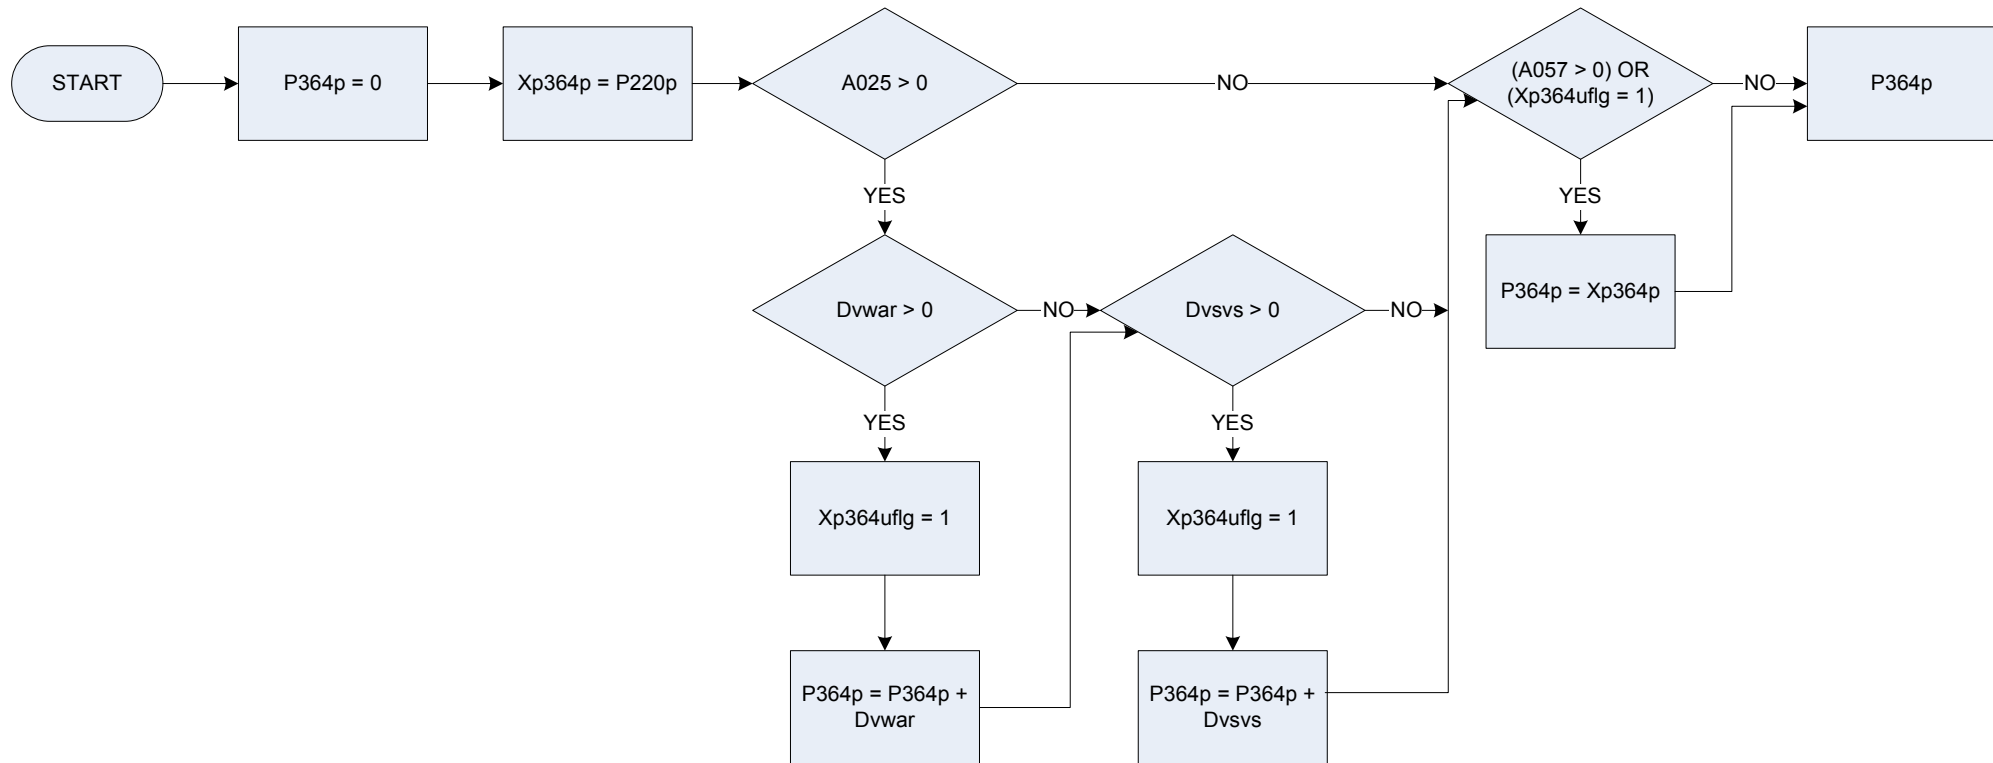 START
P364p = 0
Xp364p = P220p
A025 > 0
NO
(A057 > 0) OR
(Xp364uflg = 1)
NO
P364p
YES
YES
Dvwar > 0
NO
Dvsvs > 0
NO
P364p = Xp364p
YES
YES
Xp364uflg = 1
Xp364uflg = 1
P364p = P364p +
Dvwar
P364p = P364p +
Dvsvs